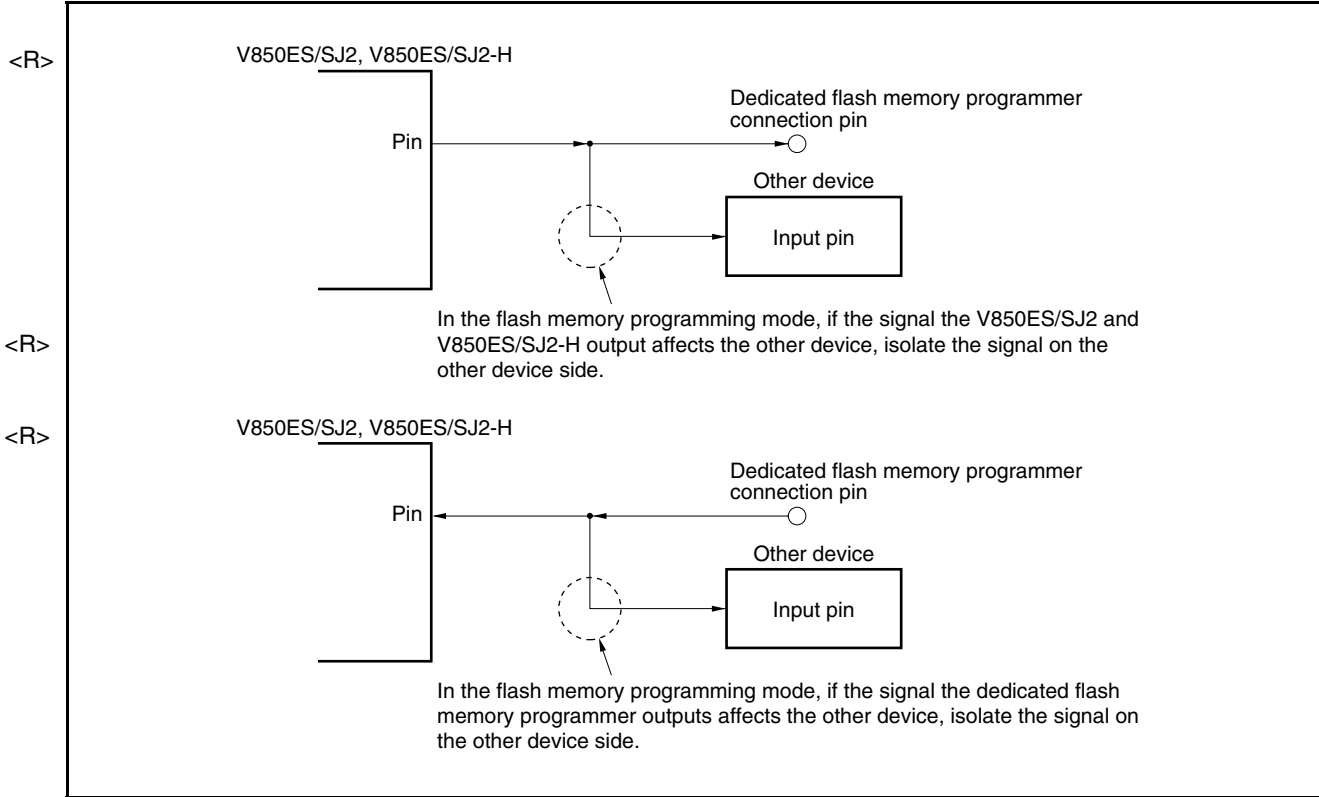 <R>
V850ES/SJ2, V850ES/SJ2-H
Dedicated flash memory programmer
connection pin
Pin
Other device
Input pin
In the flash memory programming mode, if the signal the V850ES/SJ2 and
<R>
V850ES/SJ2-H output affects the other device, isolate the signal on the
other device side.
<R>
V850ES/SJ2, V850ES/SJ2-H
Dedicated flash memory programmer
connection pin
Pin
Other device
Input pin
In the flash memory programming mode, if the signal the dedicated flash
memory programmer outputs affects the other device, isolate the signal on
the other device side.